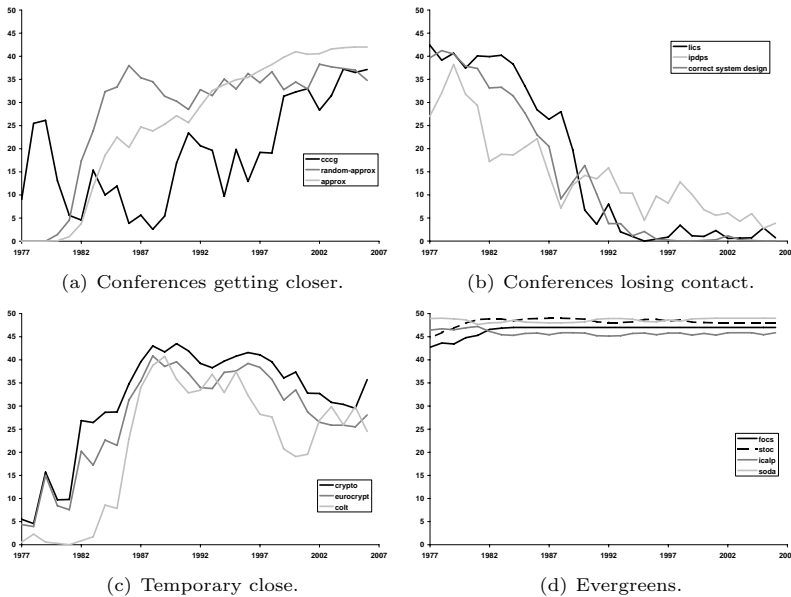 50
45
40
35
30
25
20
15
10
5
0
1977 1982 1987 1992 1997 2002 2007
cccg
random-approx
approx
(a) Conferences getting closer.
50
45
40
35
30
25
20
15
10
5
0
1977 1982 1987 1992 1997 2002 2007
lics
ipdps
correct system design
(b) Conferences losing contact.
50
45
40
35
30
25
20
15
10
5
0
1977 1982 1987 1992 1997 2002 2007
crypto
eurocrypt
colt
(c) Temporary close.
50
45
40
35
30
25
20
15
10
5
0
1977 1982 1987 1992 1997 2002
focs
stoc
icalp
soda
(d) Evergreens.